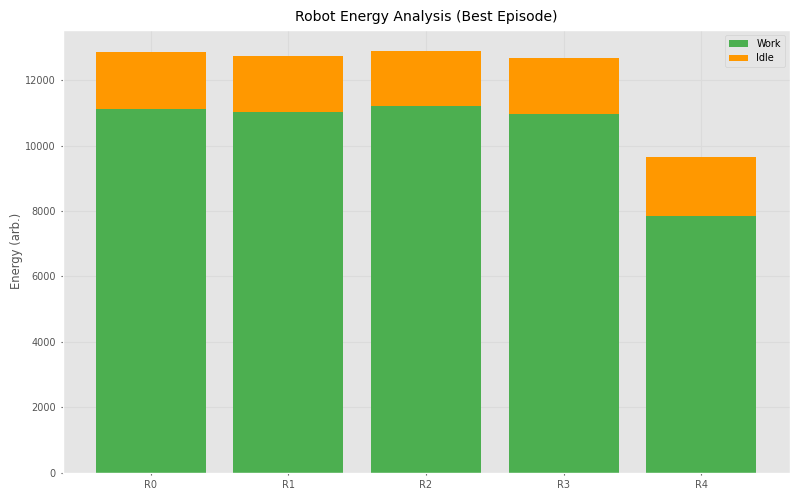 Robot Energy Analysis (Best Episode)
Work
Idle
Energy (arb.)
12000
10000
8000
6000
4000
2000
0
R0 R1 R2 R3 R4